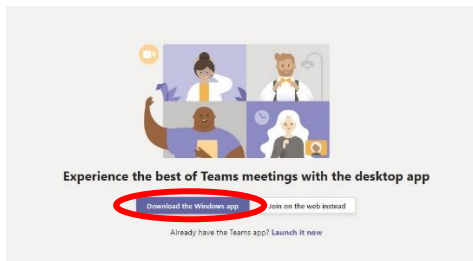 Experience the best of Teams meetings with the desktop app
Download the Windows app Join on the web instead
Already have the Teams app? Launch it now